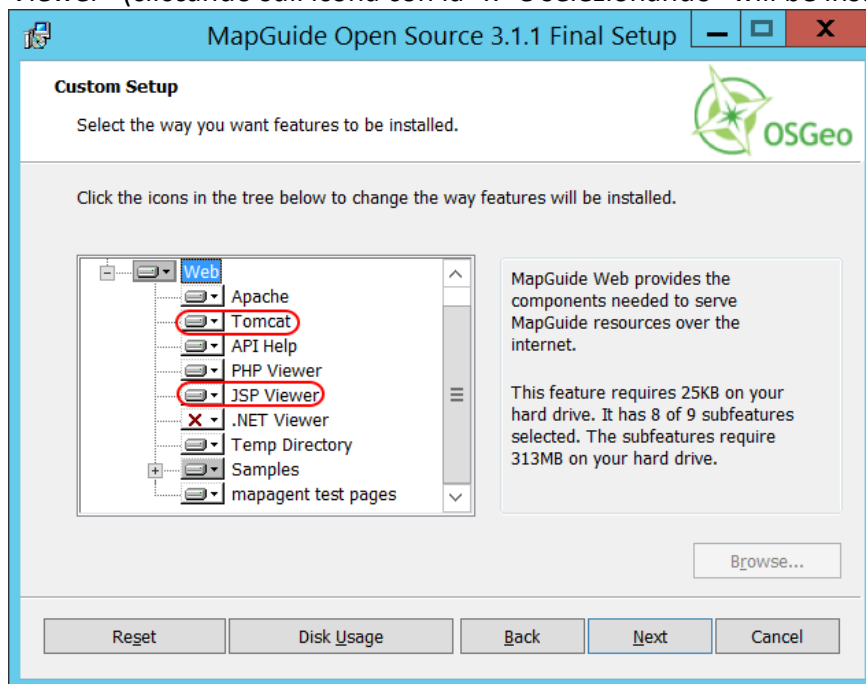 MapGuide Open Source 3.1.1 Final Setup
Custom Setup
Select the way you want features to be installed.
OSGeo
Click the icons in the tree below to change the way features will be installed.
Web
Apache
Tomcat
API Help
PHP Viewer
JSP Viewer
.NET Viewer
Temp Directory
Samples
mapagent test pages
MapGuide Web provides the
components needed to serve
MapGuide resources over the
internet.
This feature requires 25KB on your
hard drive. It has 8 of 9 subfeatures
selected. The subfeatures require
313MB on your hard drive.
Browse...
Reset
Disk Usage
Back
Next
Cancel